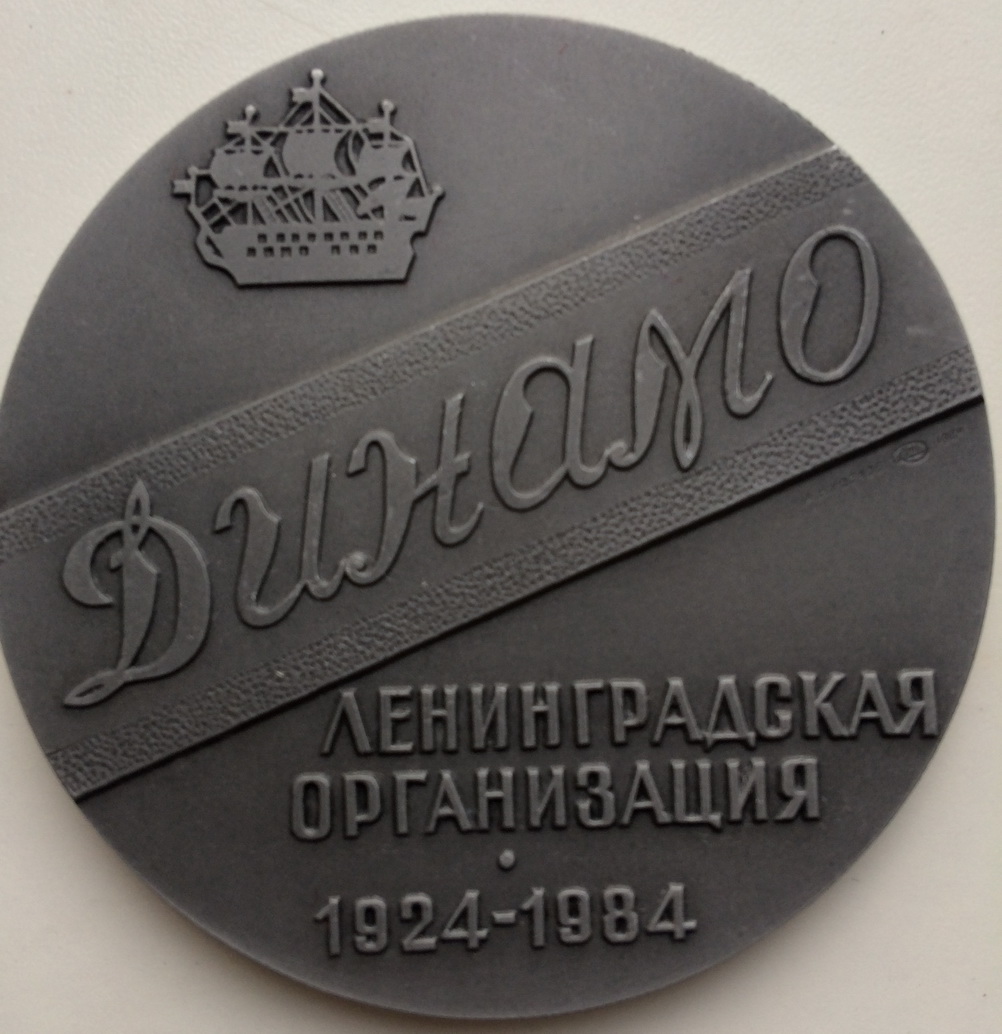 Динамо
ЛЕНИНГРАДСКАЯ
ОРГАНИЗАЦИЯ
•
1924-1984